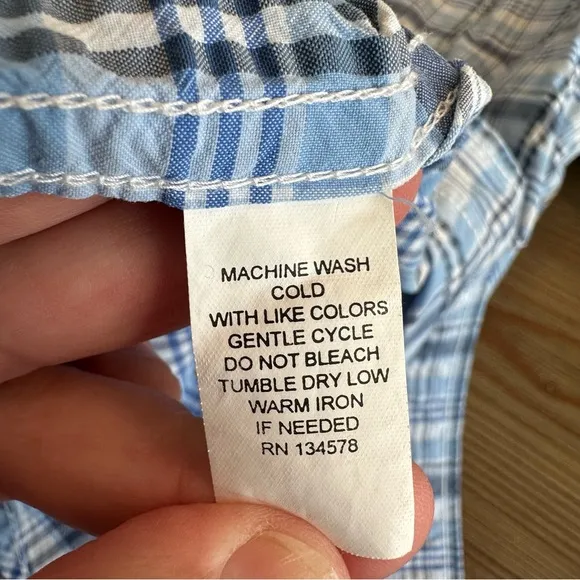 MACHINE WASH
COLD
WITH LIKE COLORS
GENTLE CYCLE
DO NOT BLEACH
TUMBLE DRY LOW
WARM IRON
IF NEEDED
RN 134578